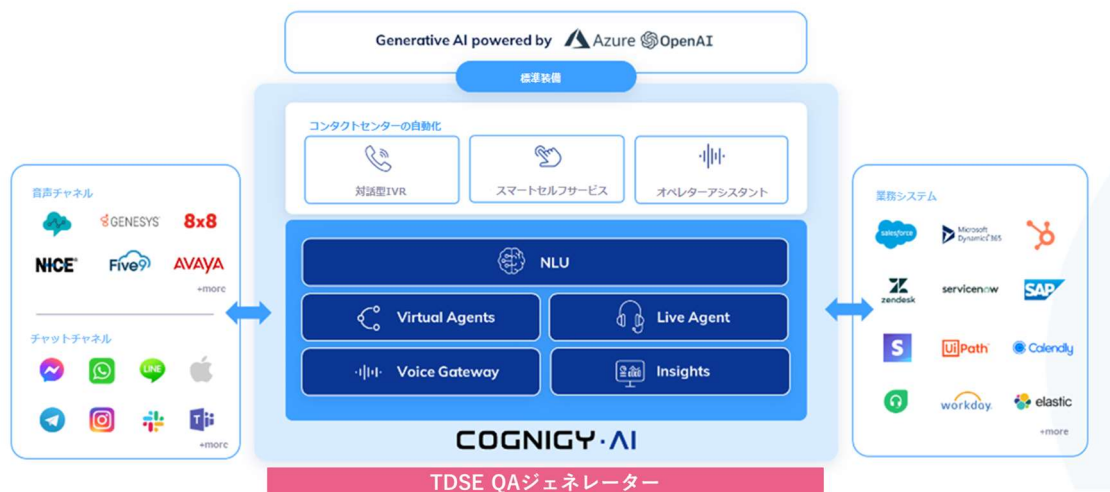 Generative AI powered by Azure OpenAI
標準装備
コンタクトセンターの自動化
対話型IVR
スマートセルフサービス
オペレターアシスタント
音声チャネル
GENESYS 8x8
NICE Five9 AVAYA
+more
チャットチャネル
LINE
+more
NLU
Virtual Agents
Live Agent
Voice Gateway
Insights
COGNIGY·AI
業務システム
salesforce Microsoft Dynamics 365
zendesk servicenow SAP
S UiPath Calendly
workday. elastic
+more
TDSE QAジェネレーター